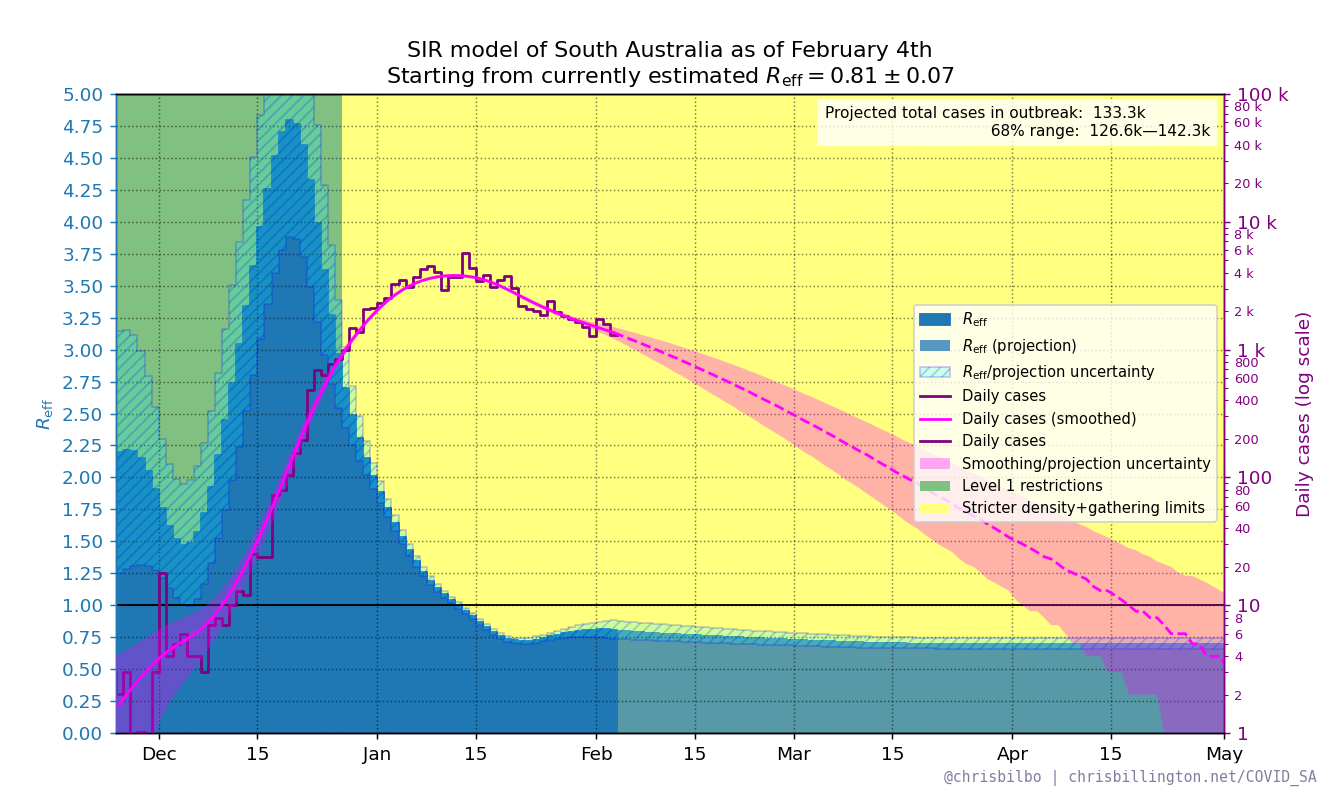 SIR model of South Australia as of February 4th
Starting from currently estimated R_eff = 0.81 ± 0.07
Projected total cases in outbreak: 133.3k
68% range: 126.6k—142.3k
5.00
4.75
4.50
4.25
4.00
3.75
3.50
3.25
3.00
2.75
2.50
2.25
2.00
1.75
1.50
1.25
1.00
0.75
0.50
0.25
0.00
R_eff
100 k
80 k
60 k
40 k
20 k
10 k
8 k
6 k
4 k
2 k
1 k
800
600
400
200
100
80
60
40
20
10
8
6
4
2
1
Daily cases (log scale)
R_eff
R_eff (projection)
R_eff/projection uncertainty
Daily cases
Daily cases (smoothed)
Daily cases
Smoothing/projection uncertainty
Level 1 restrictions
Stricter density+gathering limits
Dec 15 Jan 15 Feb 15 Mar 15 Apr 15 May
@chrisbilbo | chrisbillington.net/COVID_SA